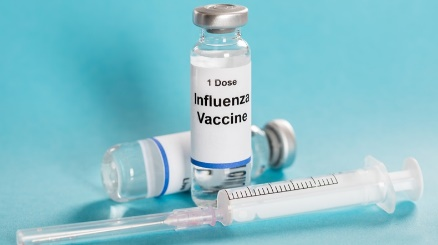 1 Dose
Influenza
Vaccine